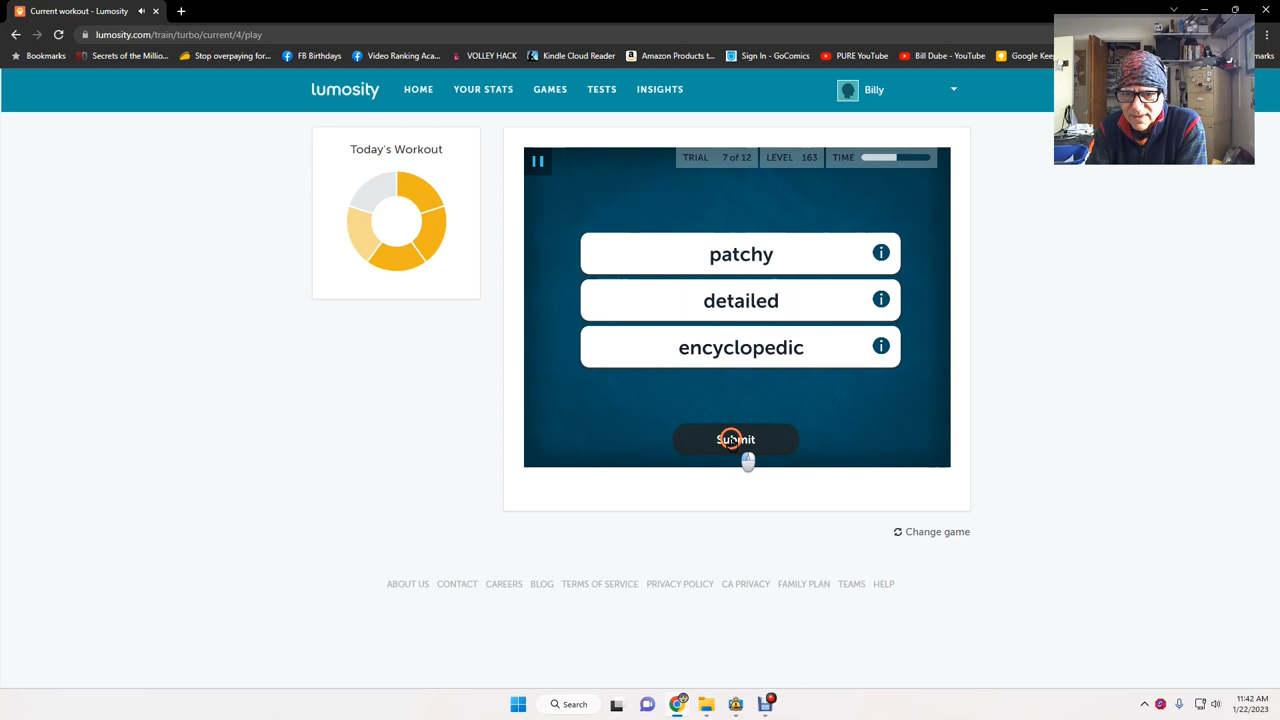 Current workout - Lumosity
lumosity.com/train/turbo/current/4/play
Bookmarks
Secrets of the Millio...
Stop overpaying for...
FB Birthdays
Video Ranking Aca...
VOLTY HAX
Kindle Cloud Reader
Amazon Products t...
Sign In - GoComics
PURE YouTube
Bill Dube - YouTube
Google Keep
marks
lumosity
HOME
YOUR STATS
GAMES
TESTS
INSIGHTS
Billy
Today's Workout
TRIAL 7 of 12
LEVEL 163
TIME
patchy
detailed
encyclopedic
Submit
Change game
ABOUT US
CONTACT
CAREERS
BLOG
TERMS OF SERVICE
PRIVACY POLICY
CA PRIVACY
FAMILY PLAN
TEAMS
HELP
Search
11:42 AM
1/22/2023